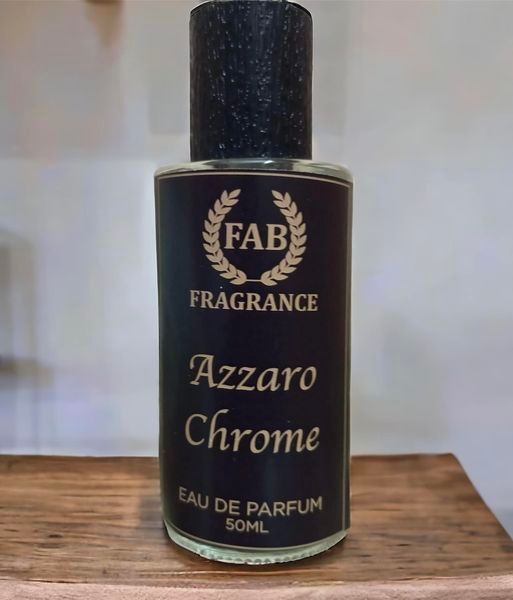 FAB
FRAGRANCE
Azzaro
Chrome
EAU DE PARFUM
50ML